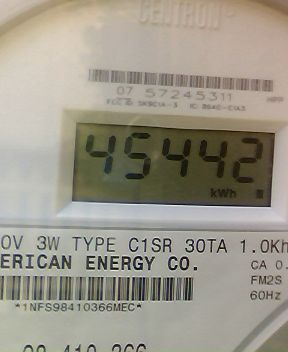 CENTRON
07 57245311
45442
kWh
0V 3W TYPE C1SR 30TA 1.0Kh
ERICAN ENERGY CO.
CA 0.
FM2S
60Hz
*1NFS98410366MEC*